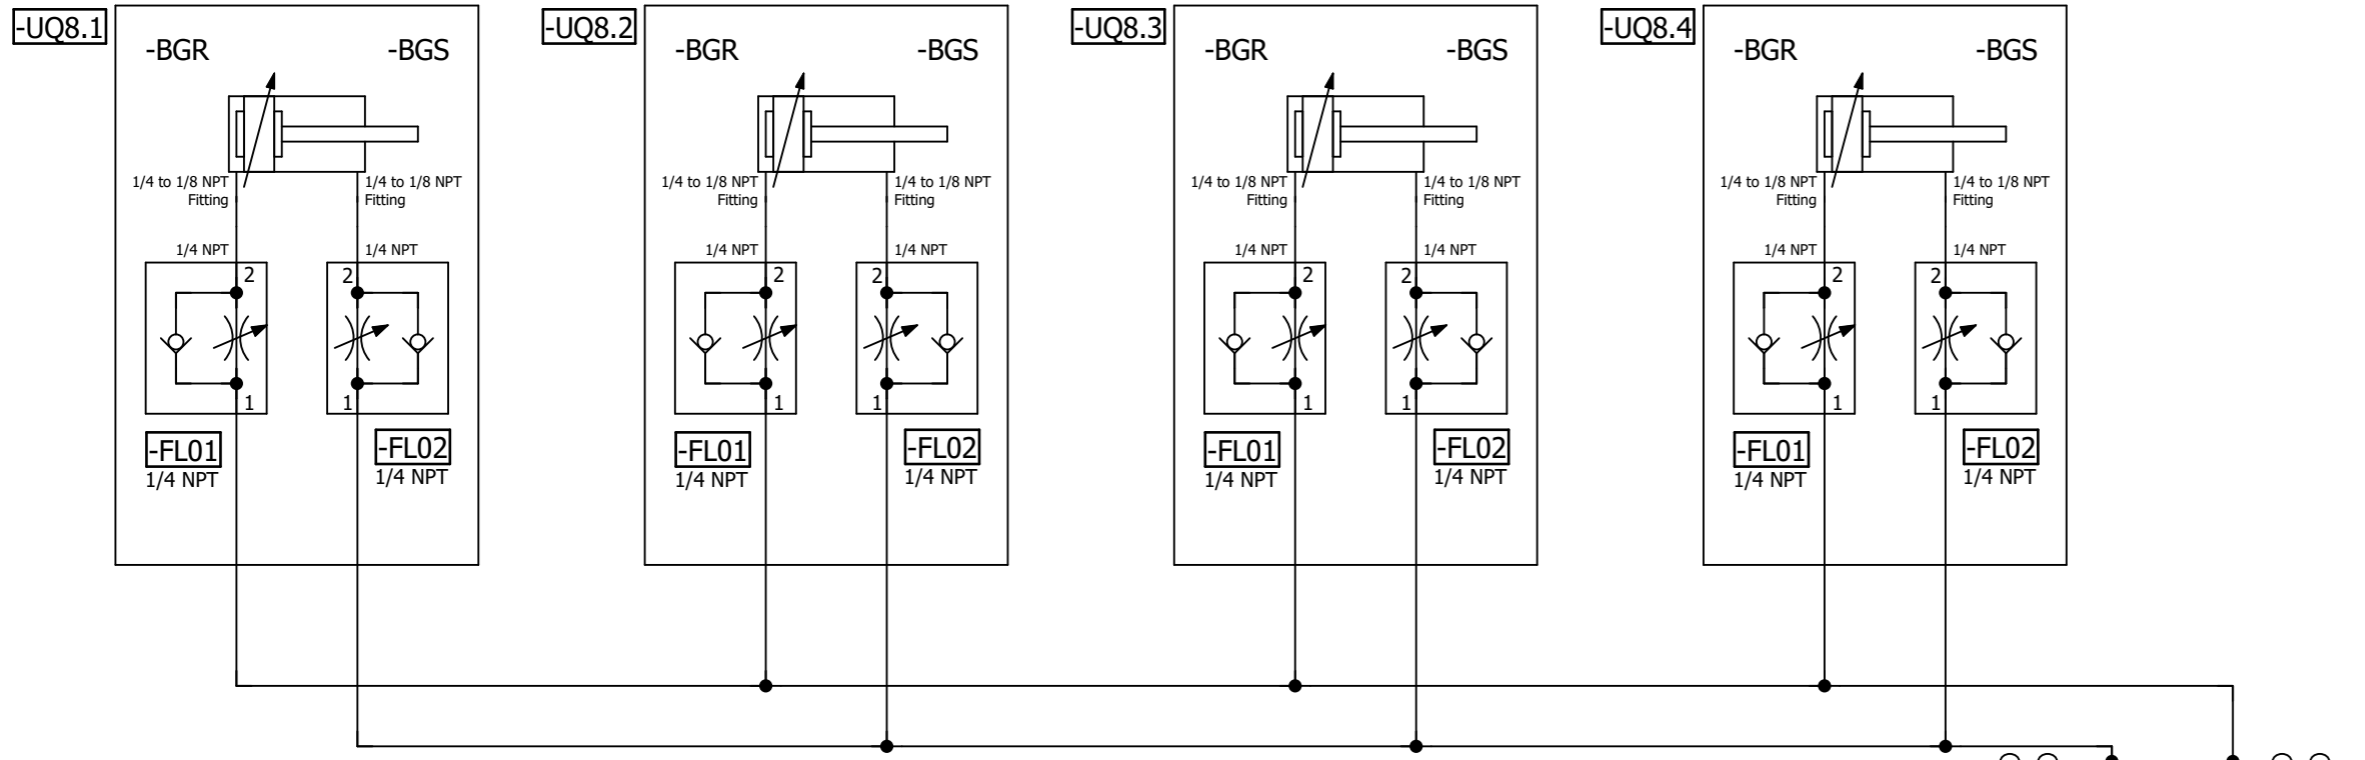 -UQ8.1
-BGR
-BGS
1/4 to 1/8 NPT
Fitting
1/4 to 1/8 NPT
Fitting
1/4 NPT
1/4 NPT
2
2
1
1
-FL01
1/4 NPT
-FL02
1/4 NPT
-UQ8.2
-BGR
-BGS
1/4 to 1/8 NPT
Fitting
1/4 to 1/8 NPT
Fitting
1/4 NPT
1/4 NPT
2
2
1
1
-FL01
1/4 NPT
-FL02
1/4 NPT
-UQ8.3
-BGR
-BGS
1/4 to 1/8 NPT
Fitting
1/4 to 1/8 NPT
Fitting
1/4 NPT
1/4 NPT
2
2
1
1
-FL01
1/4 NPT
-FL02
1/4 NPT
-UQ8.4
-BGR
-BGS
1/4 to 1/8 NPT
Fitting
1/4 to 1/8 NPT
Fitting
1/4 NPT
1/4 NPT
2
2
1
1
-FL01
1/4 NPT
-FL02
1/4 NPT